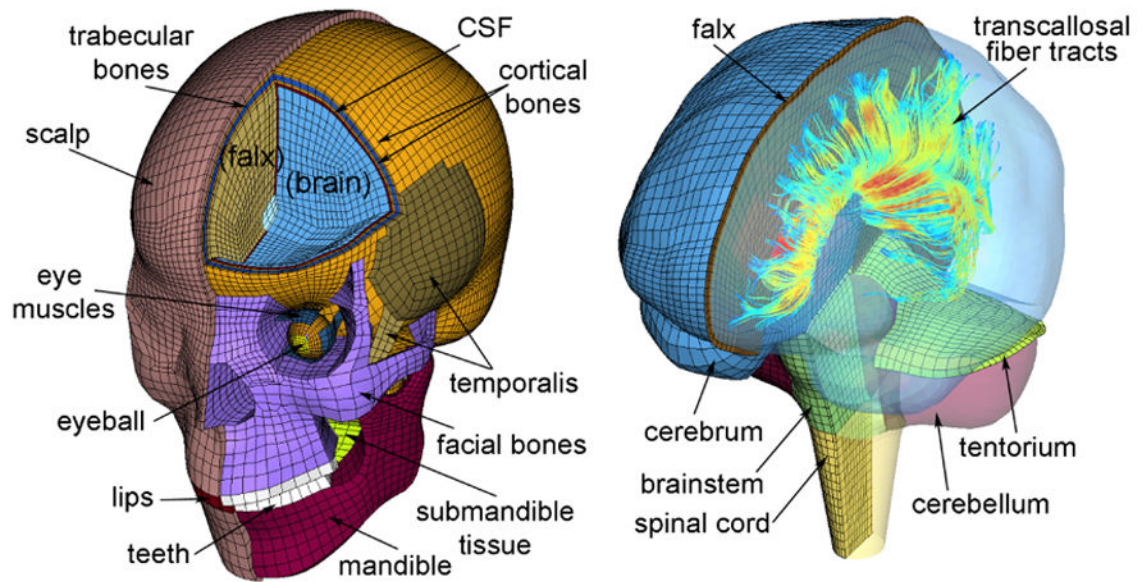 trabecular
bones
CSF
cortical
bones
scalp
(falx)
(brain)
eye
muscles
eyeball
temporalis
facial bones
lips
teeth
submandible
tissue
mandible
falx
transcallosal
fiber tracts
cerebrum
brainstem
spinal cord
tentorium
cerebellum